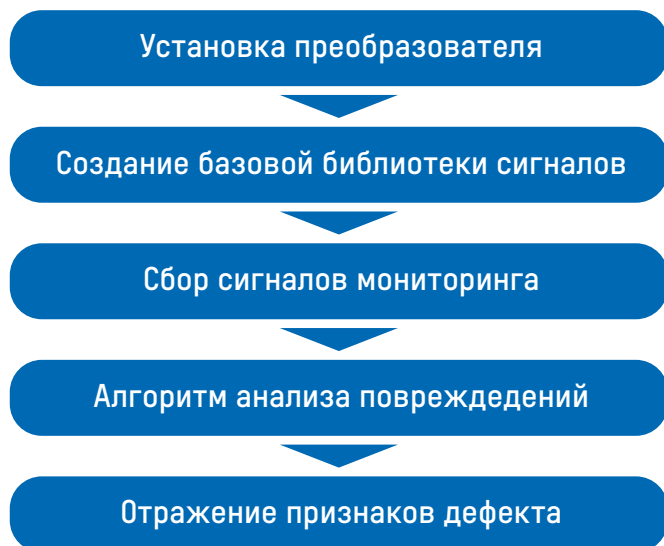 Установка преобразователя
Создание базовой библиотеки сигналов
Сбор сигналов мониторинга
Алгоритм анализа повреждедений
Отражение признаков дефекта